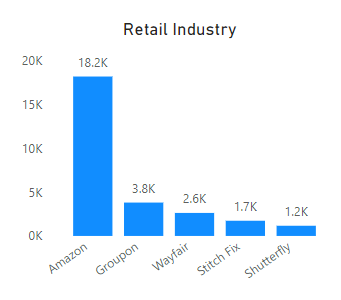 Retail Industry
20K
15K
10K
5K
0K
18.2K
3.8K
2.6K
1.7K
1.2K
Amazon
Groupon
Wayfair
Stitch Fix
Shutterfly